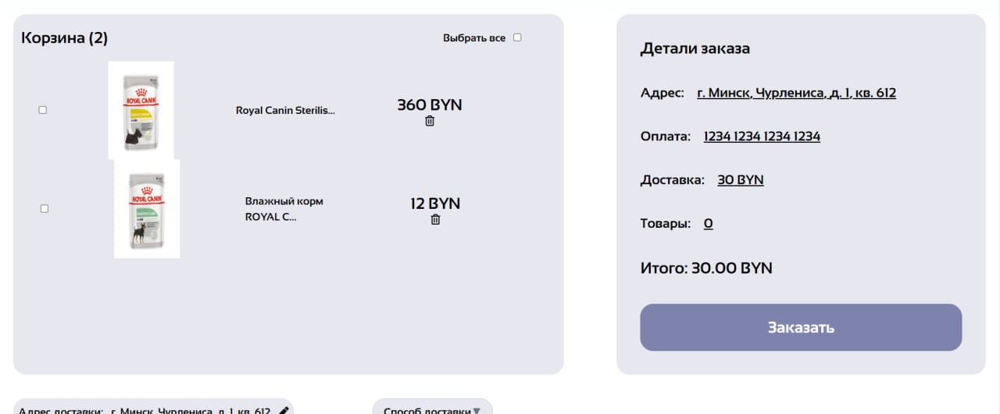 Корзина (2)
Выбрать все
ROYAL CANIN
Royal Canin Sterilis...
360 BYN
ROYAL CANIN
Влажный корм
ROYAL C...
12 BYN
Детали заказа
Адрес: г. Минск, Чурлениса, д. 1, кв. 612
Оплата: 1234 1234 1234 1234
Доставка: 30 BYN
Товары: 0
Итого: 30.00 BYN
Заказать
Адрес доставки: г. Минск, Чурлениса, д. 1, кв. 612
Способ доставки